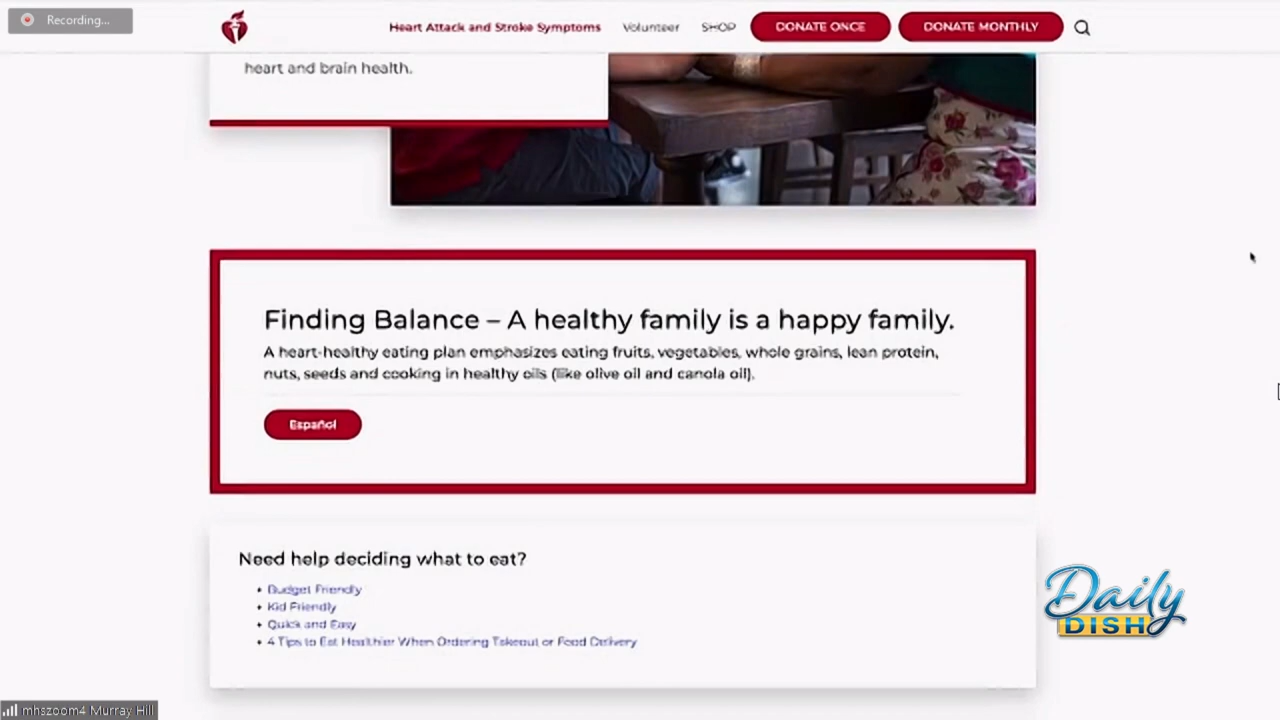 Recording...
Heart Attack and Stroke Symptoms
Volunteer
SHOP
DONATE ONCE
DONATE MONTHLY
heart and brain health.
Finding Balance – A healthy family is a happy family.
A heart-healthy eating plan emphasizes eating fruits, vegetables, whole grains, lean protein,
nuts, seeds and cooking in healthy oils (like olive oil and canola oil).
Español
Need help deciding what to eat?
• Budget Friendly
• Kid Friendly
• Quick and Easy
• 4 Tips to Eat Healthier When Ordering Takeout or Food Delivery
Daily
DISH
mhszoom4 Murray Hill